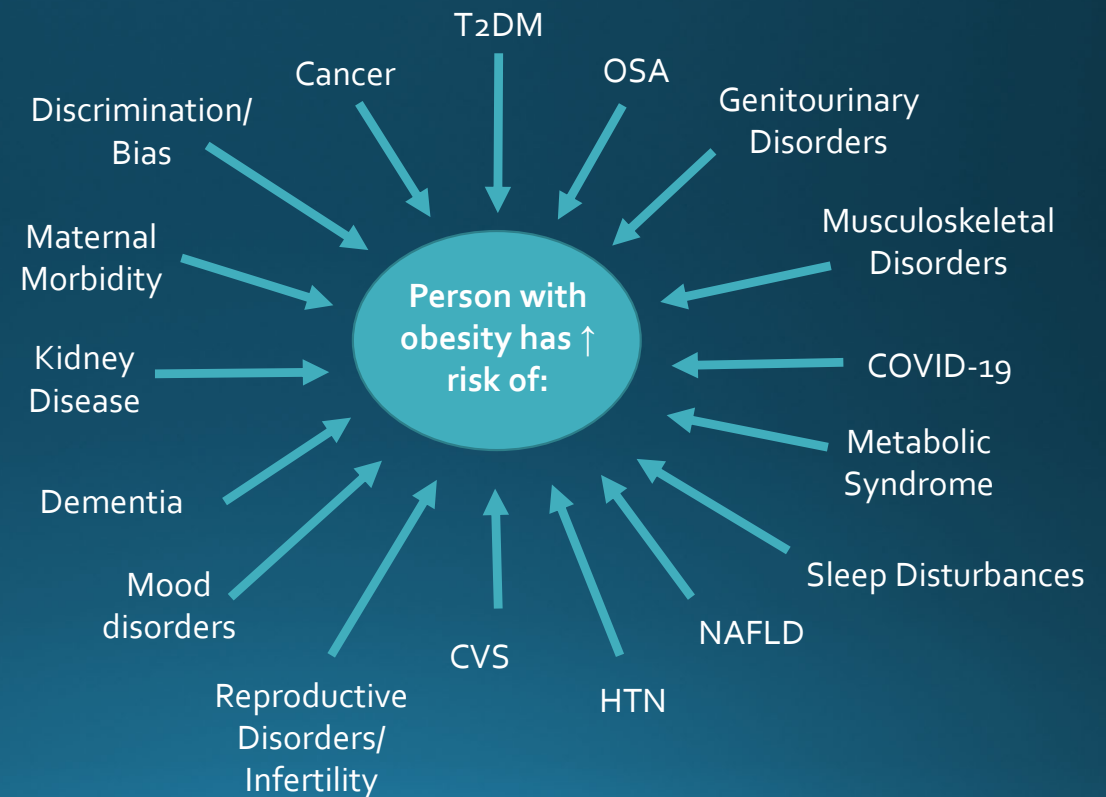 T2DM
Cancer
OSA
Discrimination/
Bias
Genitourinary
Disorders
Maternal
Morbidity
Musculoskeletal
Disorders
Person with
obesity has ↑
risk of:
Kidney
Disease
COVID-19
Metabolic
Syndrome
Dementia
Sleep Disturbances
Mood
disorders
NAFLD
CVS
HTN
Reproductive
Disorders/
Infertility